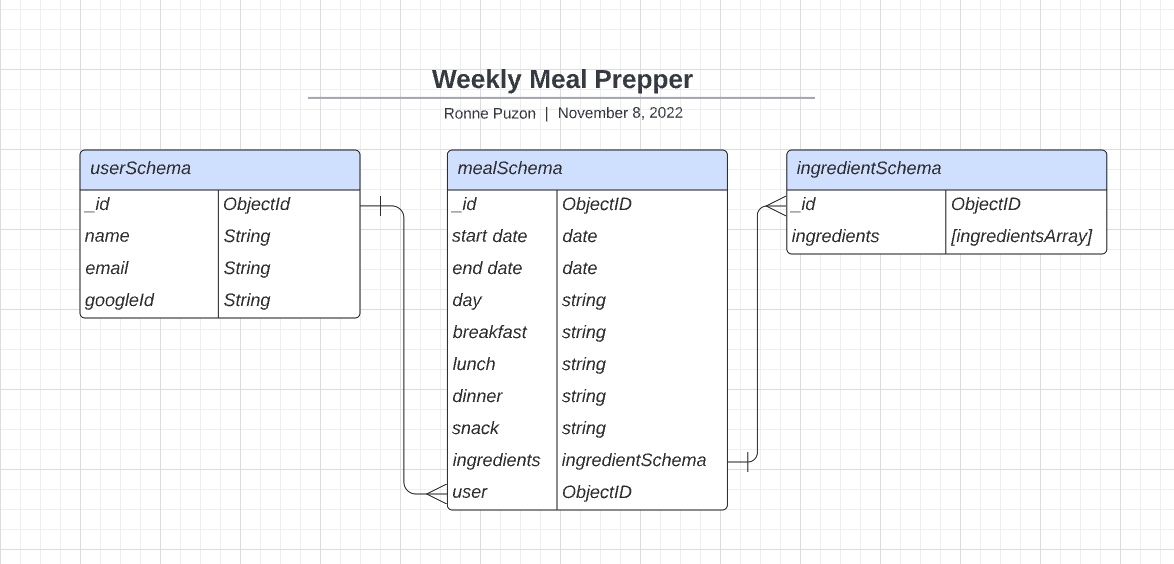 Weekly Meal Prepper
Ronne Puzon | November 8, 2022
userSchema
_id ObjectId
name String
email String
googleId String
mealSchema
_id ObjectID
start date date
end date date
day string
breakfast string
lunch string
dinner string
snack string
ingredients ingredientSchema
user ObjectID
ingredientSchema
_id ObjectID
ingredients [ingredientsArray]